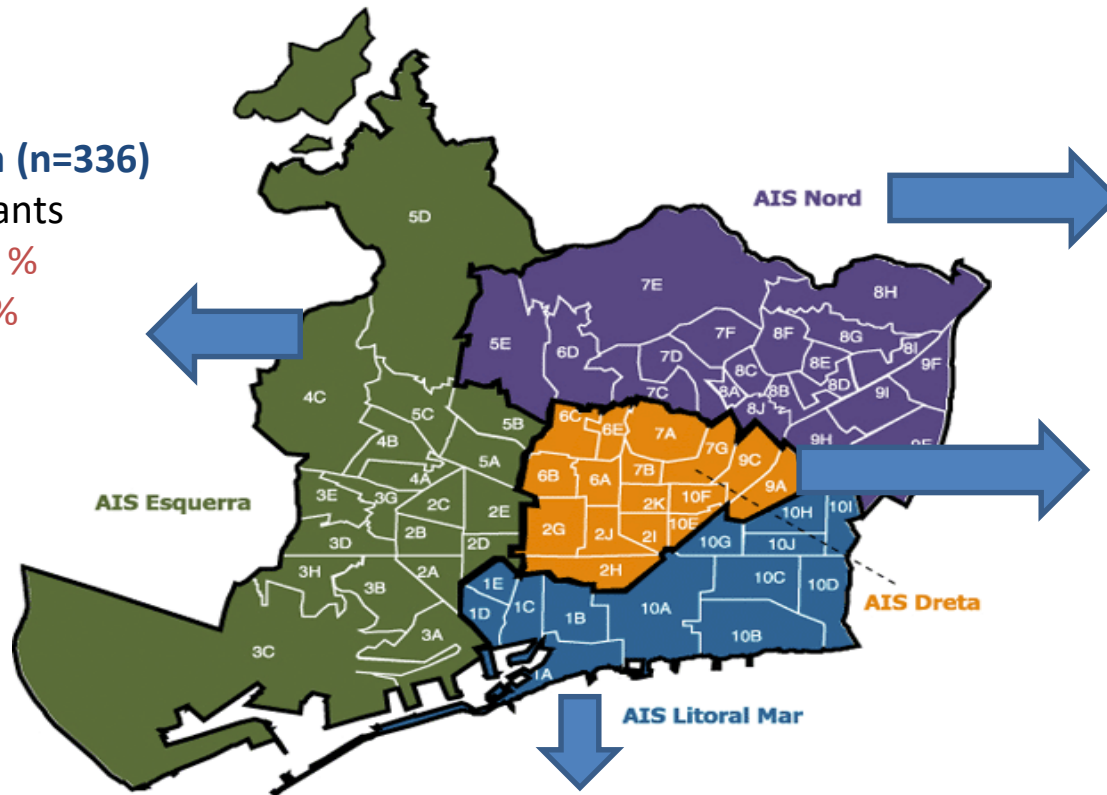 (n=336)
ants
%
%
AIS Nord
AIS Esquerra
AIS Dreta
AIS Litoral Mar
5D
7E
8H
5E
6D
7F
8F
8G
8I
9F
7D
8C
8E
8D
8A
8B
9I
7C
8J
9H
4C
5C
5B
4B
5A
4A
3E
3G
2C
2E
3D
2B
2D
3H
2A
3B
3A
3C
6C
6E
7A
7G
9C
6B
6A
7B
9A
2K
10F
2G
2J
2I
10E
2H
10H
10I
10G
10J
1E
1D
1C
1B
10A
10C
10D
10B
1A